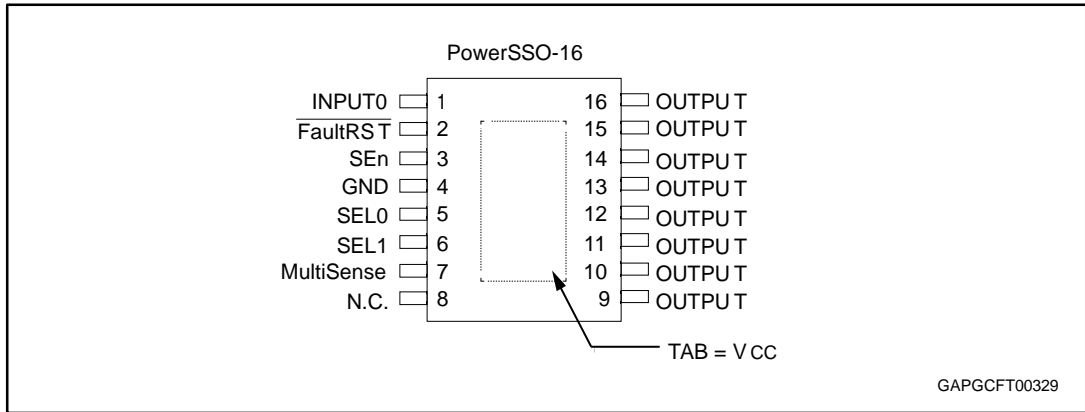 PowerSSO-16
INPUT0 1 16 OUTPUT
FaultRST 2 15 OUTPUT
SEn 3 14 OUTPUT
GND 4 13 OUTPUT
SEL0 5 12 OUTPUT
SEL1 6 11 OUTPUT
MultiSense 7 10 OUTPUT
N.C. 8 9 OUTPUT
TAB = VCC
GAPGCFT00329